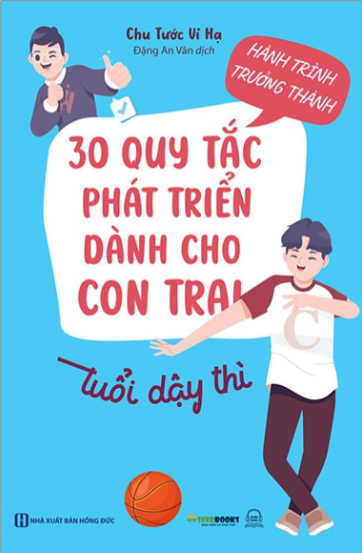 Chu Tước Vi Hạ
Đặng An Vân dịch
HÀNH TRÌNH
TRƯỞNG THÀNH
30 QUY TẮC
PHÁT TRIỂN
DÀNH CHO
CON TRAI
Tuổi dậy thì
C
NHÀ XUẤT BẢN HỒNG ĐỨC
SEEDBOOKS